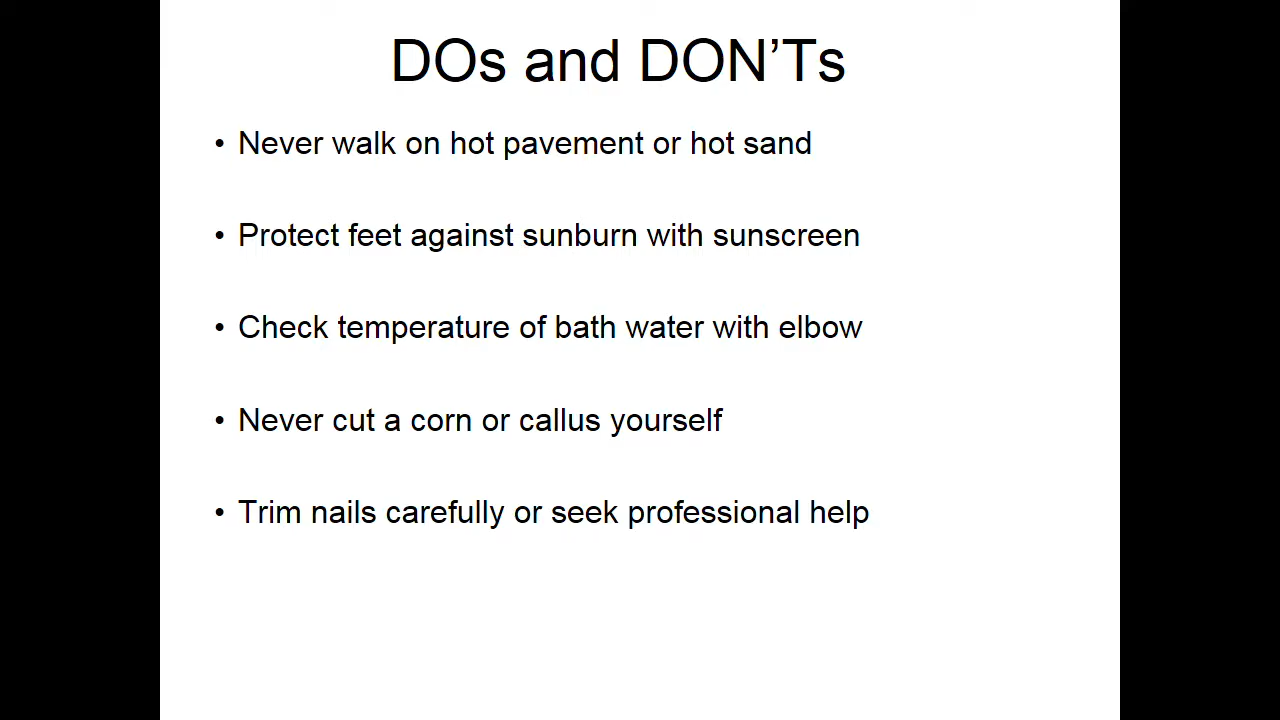 DOs and DON’Ts
• Never walk on hot pavement or hot sand
• Protect feet against sunburn with sunscreen
• Check temperature of bath water with elbow
• Never cut a corn or callus yourself
• Trim nails carefully or seek professional help